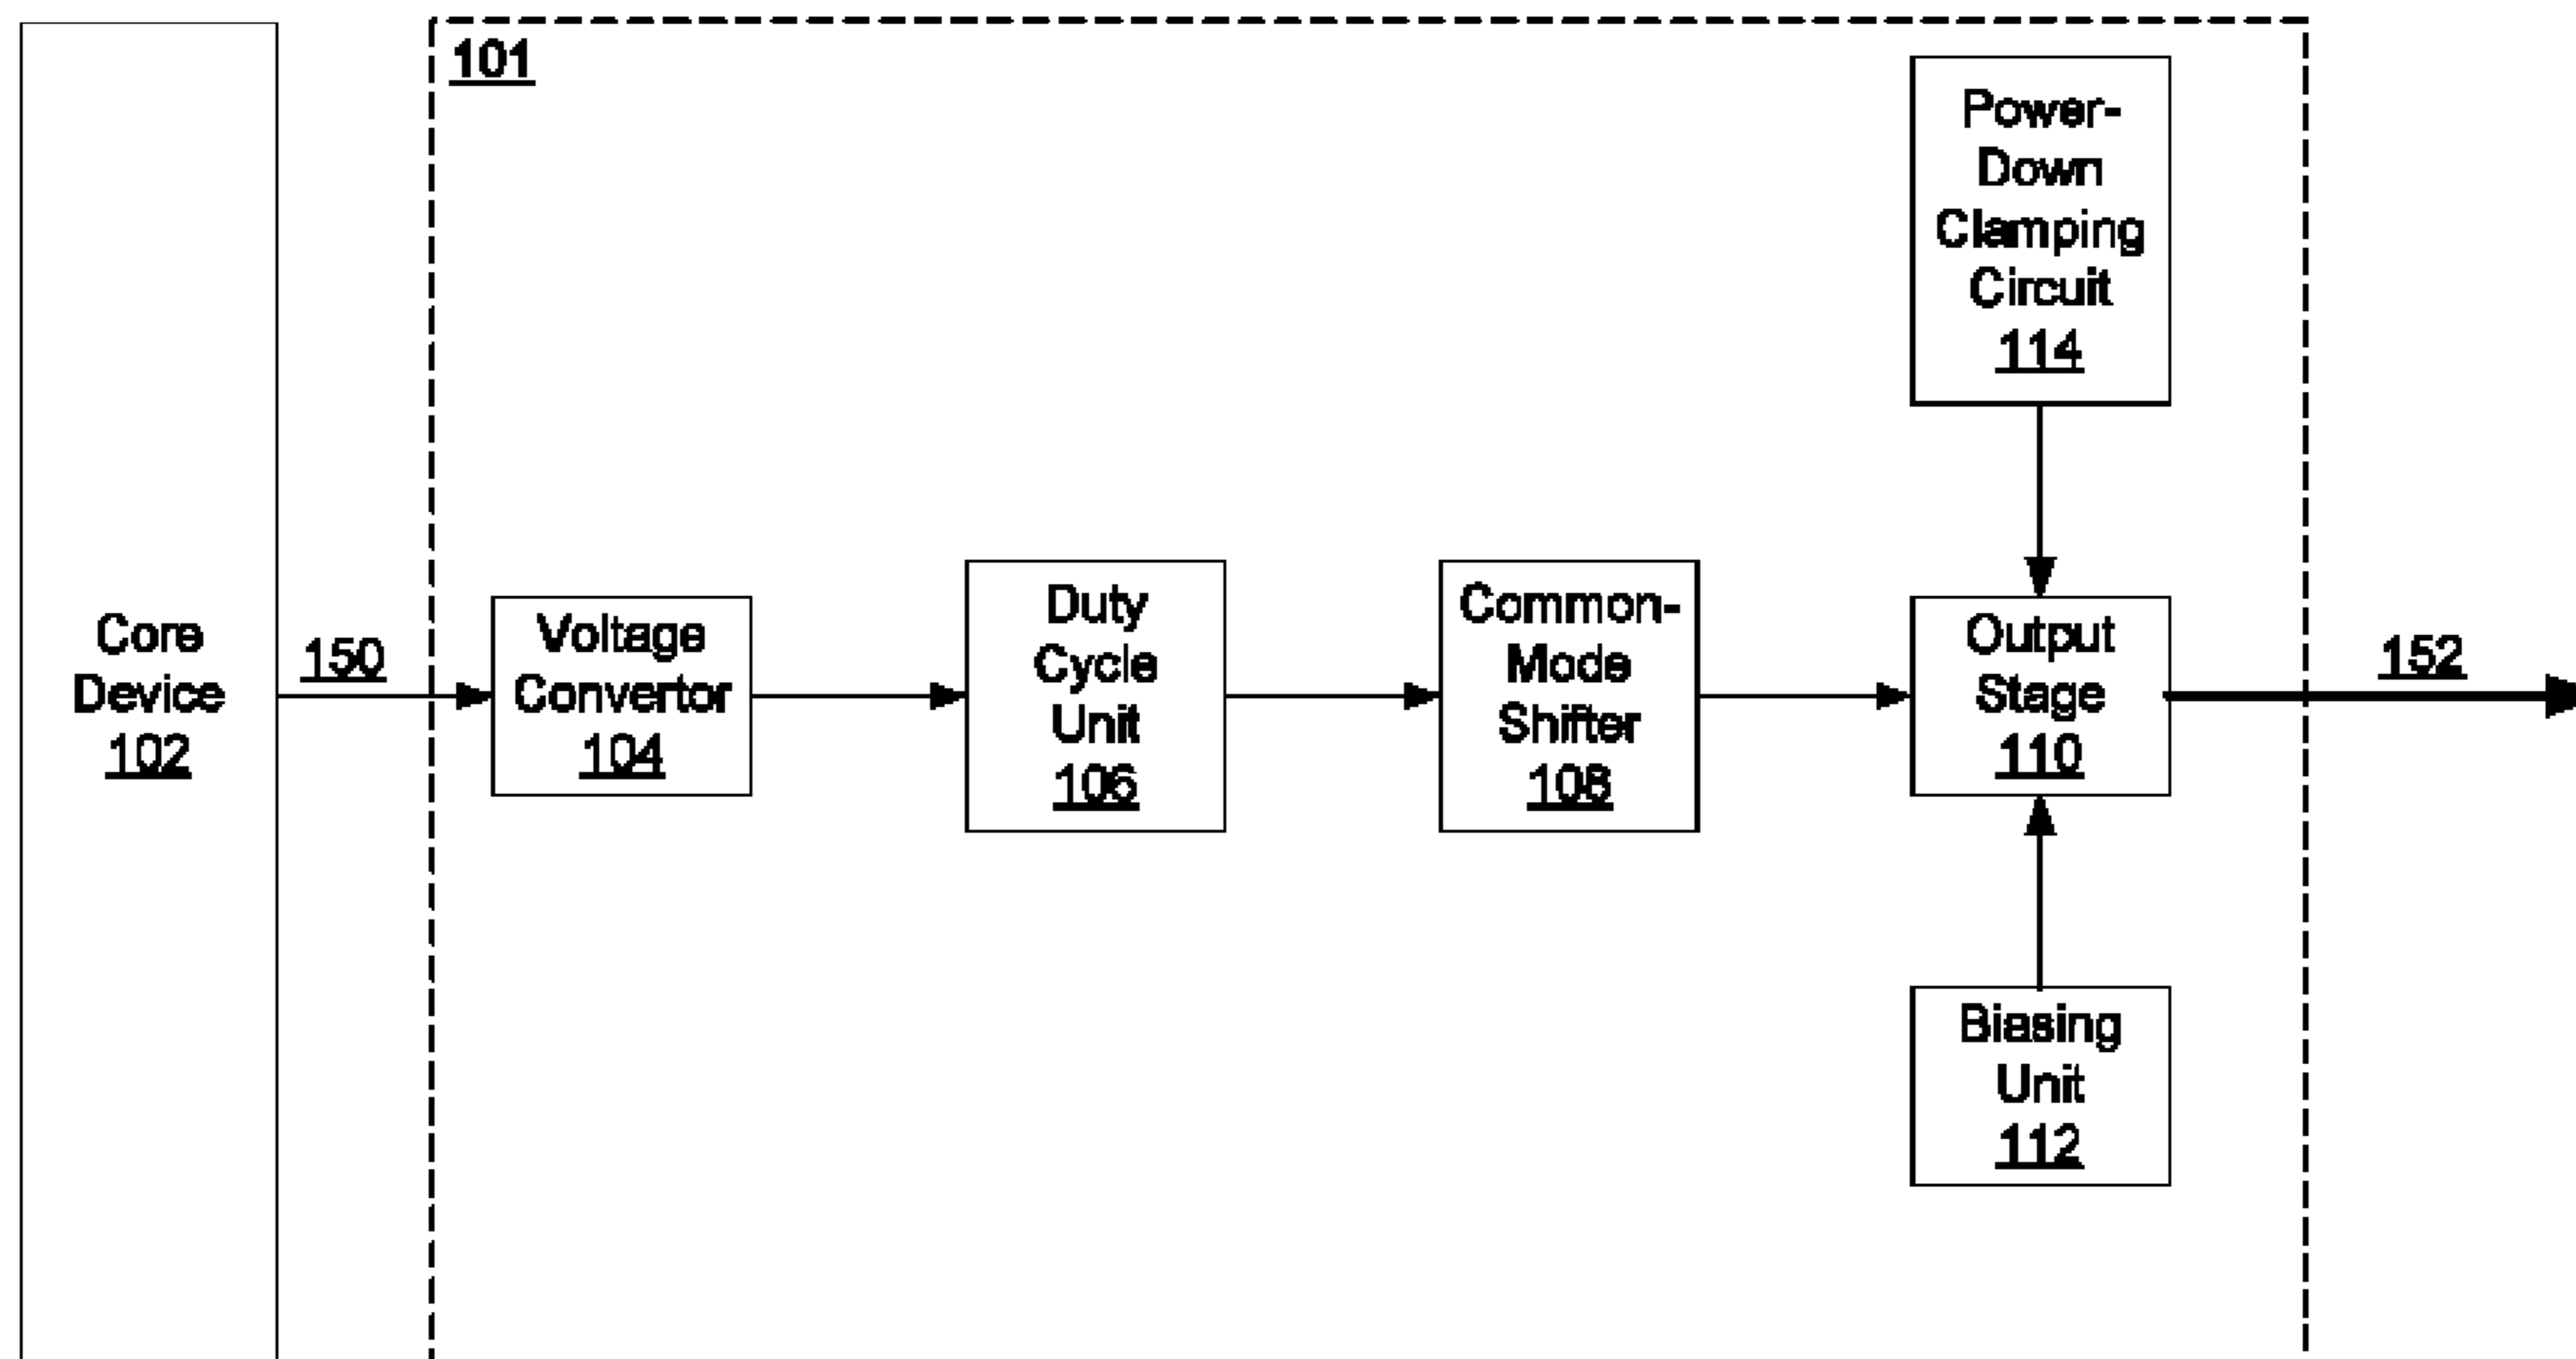 101
Power-
Down
Clamping
Circuit
114
Core
Device
102
150
Voltage
Convertor
104
Duty
Cycle
Unit
106
Common-
Mode
Shifter
108
Output
Stage
110
152
Biasing
Unit
112